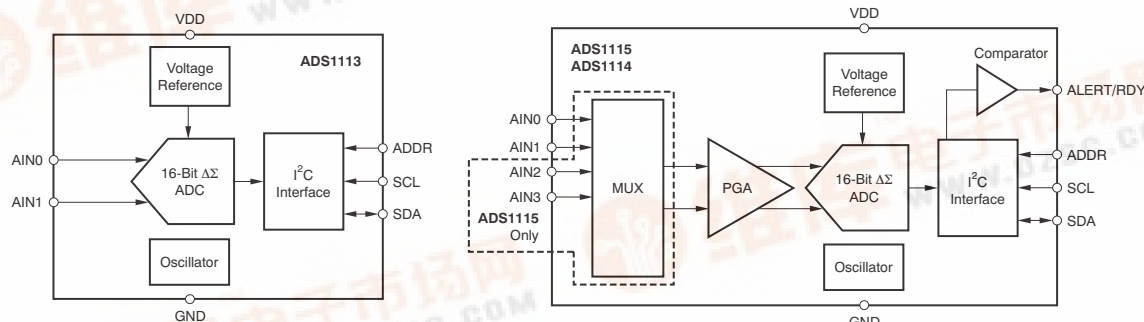 VDD
ADS1113
Voltage
Reference
AIN0
AIN1
16-Bit ΔΣ
ADC
I²C
Interface
ADDR
SCL
SDA
Oscillator
GND
VDD
ADS1115
ADS1114
Comparator
Voltage
Reference
ALERT/RDY
AIN0
AIN1
AIN2
AIN3
MUX
PGA
16-Bit ΔΣ
ADC
I²C
Interface
ADDR
SCL
SDA
ADS1115
Only
Oscillator
GND